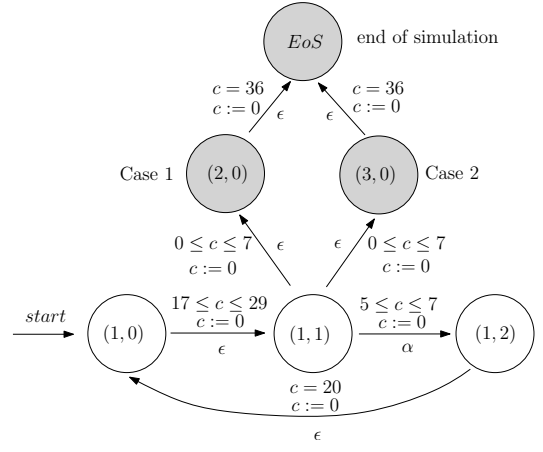 EoS end of simulation
c = 36 c = 36
c := 0 ϵ ϵ c := 0
Case 1 (2, 0) (3, 0) Case 2
0 ≤ c ≤ 7 ϵ ϵ 0 ≤ c ≤ 7
c := 0 c := 0
start (1, 0) 17 ≤ c ≤ 29 (1, 1) 5 ≤ c ≤ 7 (1, 2)
c := 0 c := 0
ϵ α
c = 20
c := 0
ϵ